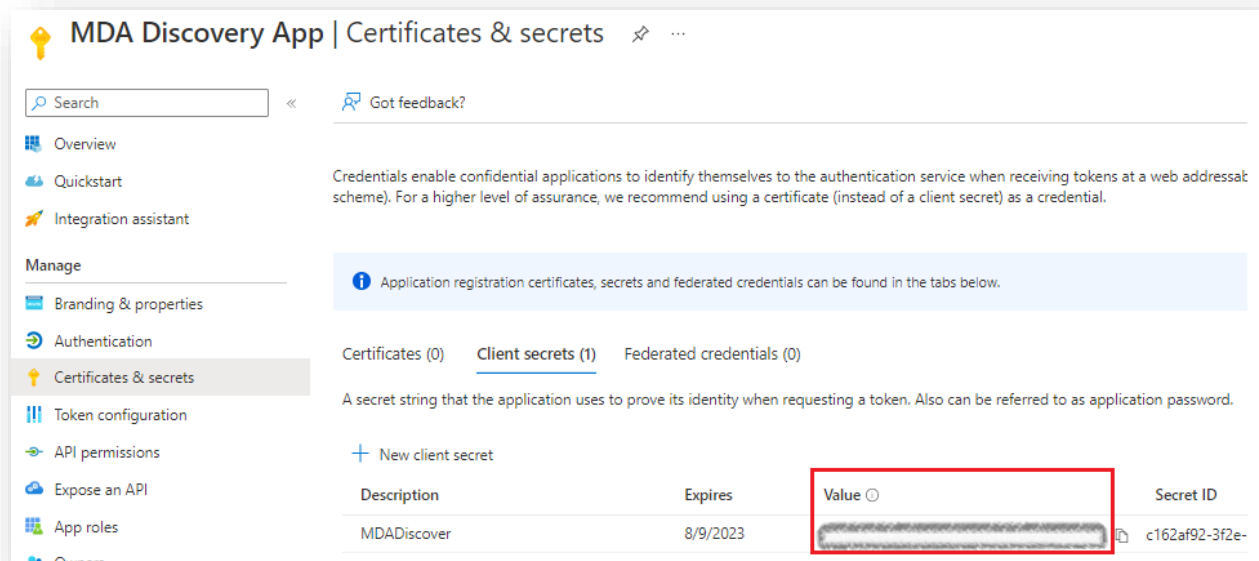 MDA Discovery App | Certificates & secrets
Search
Got feedback?
Overview
Quickstart
Integration assistant
Manage
Branding & properties
Authentication
Certificates & secrets
Token configuration
API permissions
Expose an API
App roles
Owners
Credentials enable confidential applications to identify themselves to the authentication service when receiving tokens at a web addressab
scheme). For a higher level of assurance, we recommend using a certificate (instead of a client secret) as a credential.
Application registration certificates, secrets and federated credentials can be found in the tabs below.
Certificates (0) Client secrets (1) Federated credentials (0)
A secret string that the application uses to prove its identity when requesting a token. Also can be referred to as application password.
New client secret
Description Expires Value Secret ID
MDADiscover 8/9/2023 c162af92-3f2e-